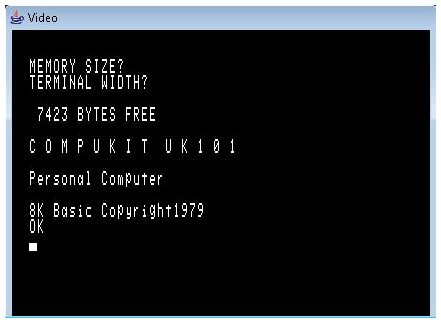 Video
MEMORY SIZE?
TERMINAL WIDTH?
7423 BYTES FREE
C O M P U K I T  U K 1 0 1
Personal Computer
8K Basic Copyright1979
OK